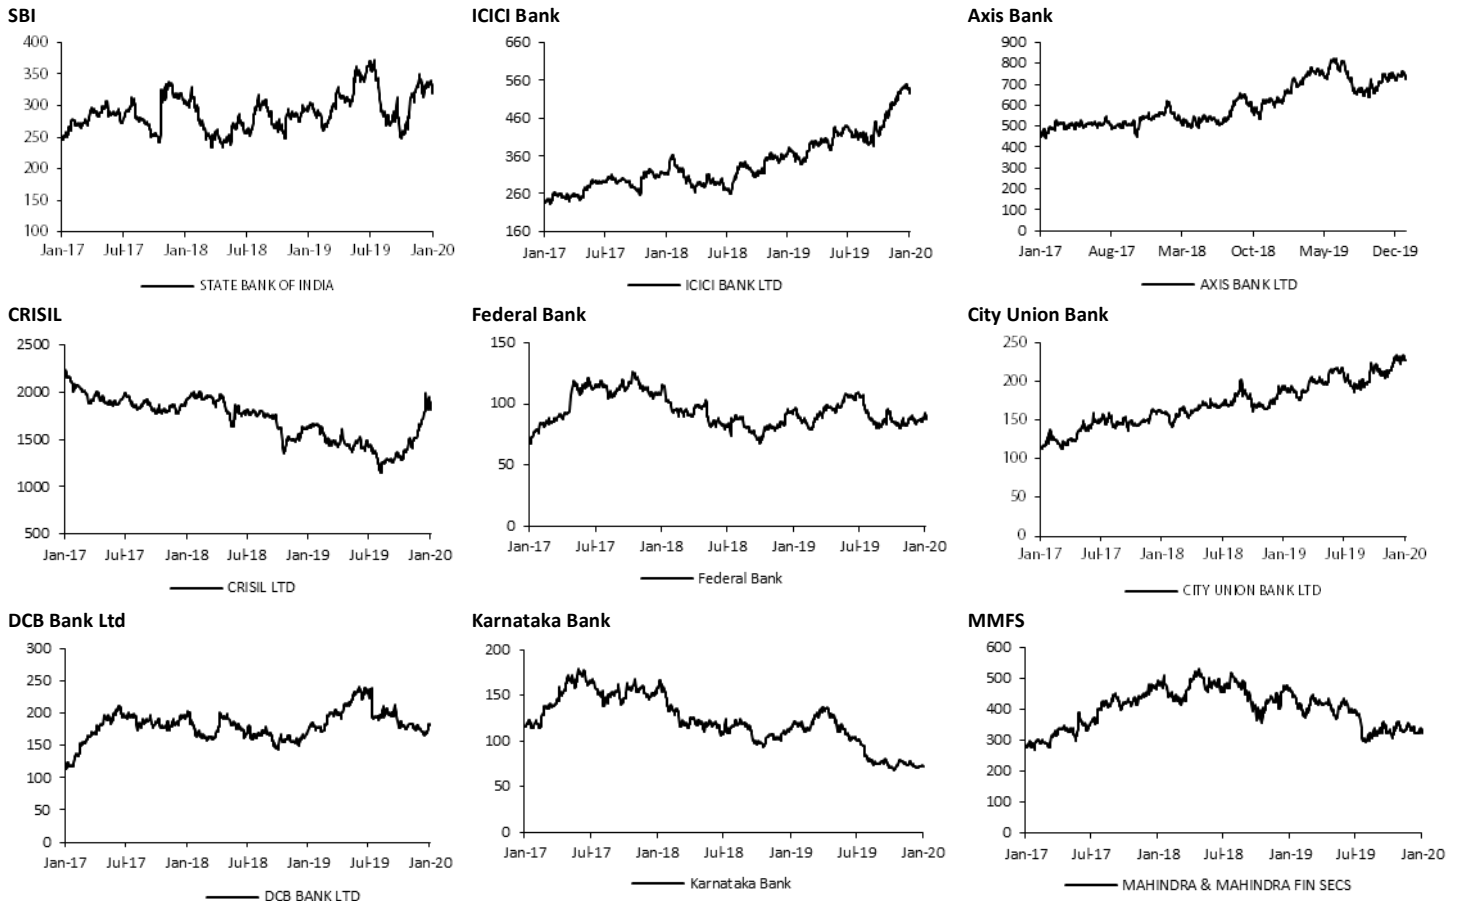 SBI
400
350
300
250
200
150
100
Jan-17 Jul-17 Jan-18 Jul-18 Jan-19 Jul-19 Jan-20
STATE BANK OF INDIA
ICICI Bank
660
560
460
360
260
160
Jan-17 Jul-17 Jan-18 Jul-18 Jan-19 Jul-19 Jan-20
ICICI BANK LTD
Axis Bank
900
800
700
600
500
400
300
200
100
0
Jan-17 Aug-17 Mar-18 Oct-18 May-19 Dec-19
AXIS BANK LTD
CRISIL
2500
2000
1500
1000
500
Jan-17 Jul-17 Jan-18 Jul-18 Jan-19 Jul-19 Jan-20
CRISIL LTD
Federal Bank
150
100
50
0
Jan-17 Jul-17 Jan-18 Jul-18 Jan-19 Jul-19 Jan-20
Federal Bank
City Union Bank
250
200
150
100
50
0
Jan-17 Jul-17 Jan-18 Jul-18 Jan-19 Jul-19 Jan-20
CITY UNION BANK LTD
DCB Bank Ltd
300
250
200
150
100
50
0
Jan-17 Jul-17 Jan-18 Jul-18 Jan-19 Jul-19 Jan-20
DCB BANK LTD
Karnataka Bank
200
150
100
50
0
Jan-17 Jul-17 Jan-18 Jul-18 Jan-19 Jul-19 Jan-20
Karnataka Bank
MMFS
600
500
400
300
200
100
0
Jan-17 Jul-17 Jan-18 Jul-18 Jan-19 Jul-19 Jan-20
MAHINDRA & MAHINDRA FIN SECS